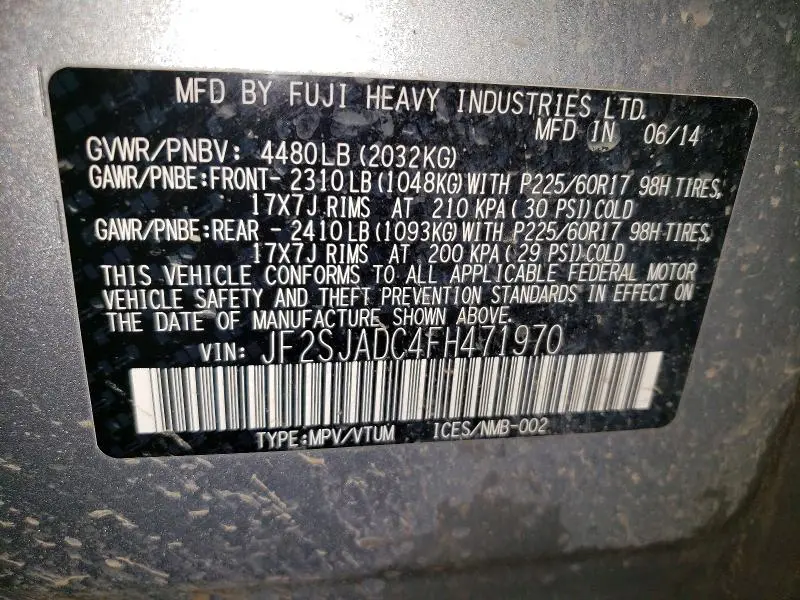 MFD BY FUJI HEAVY INDUSTRIES LTD.
MFD IN 06/14
GVWR/PNBV: 4480LB (2032KG)
GAWR/PNBE:FRONT- 2310LB (1048KG) WITH P225/60R17 98H TIRES,
17X7J RIMS AT 210 KPA ( 30 PSI) COLD
GAWR/PNBE:REAR - 2410LB (1093KG) WITH P225/60R17 98H TIRES,
17X7J RIMS AT 200 KPA ( 29 PSI) COLD
THIS VEHICLE CONFORMS TO ALL APPLICABLE FEDERAL MOTOR
VEHICLE SAFETY AND THEFT PREVENTION STANDARDS IN EFFECT ON
THE DATE OF MANUFACTURE SHOWN ABOVE.
VIN: JF2SJADC4FH471970
TYPE:MPV/VTUM ICES/NMB-002